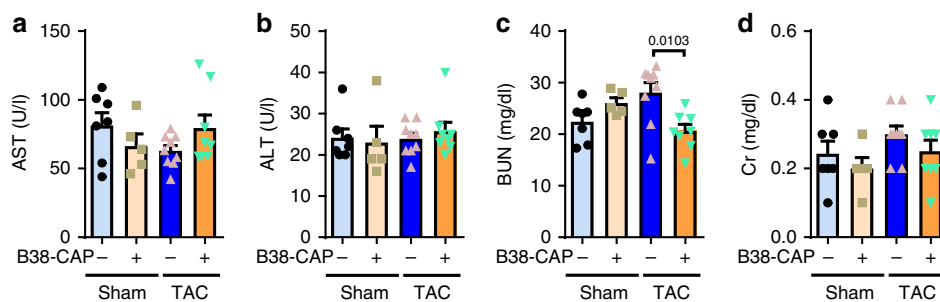 a
AST (U/l)
150
100
50
0
B38-CAP – + – +
Sham TAC
b
ALT (U/l)
50
40
30
20
10
0
B38-CAP – + – +
Sham TAC
c
BUN (mg/dl)
40
30
20
10
0
0.0103
B38-CAP – + – +
Sham TAC
d
Cr (mg/dl)
0.6
0.4
0.2
0.0
B38-CAP – + – +
Sham TAC